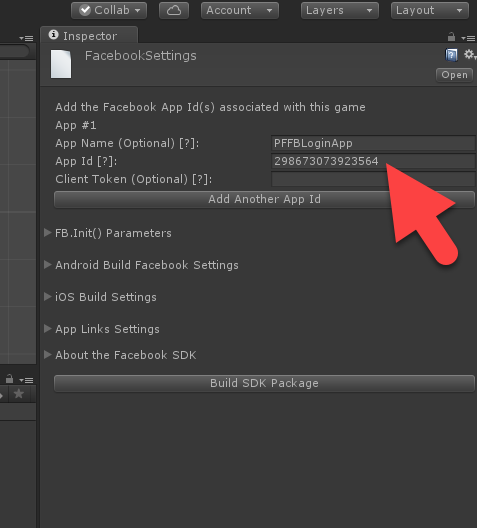 Collab Account Layers Layout
Inspector
FacebookSettings
Open
Add the Facebook App Id(s) associated with this game
App #1
App Name (Optional) [?]: PFFBLoginApp
App Id [?]: 298673073923564
Client Token (Optional) [?]:
Add Another App Id
FB.Init() Parameters
Android Build Facebook Settings
iOS Build Settings
App Links Settings
About the Facebook SDK
Build SDK Package